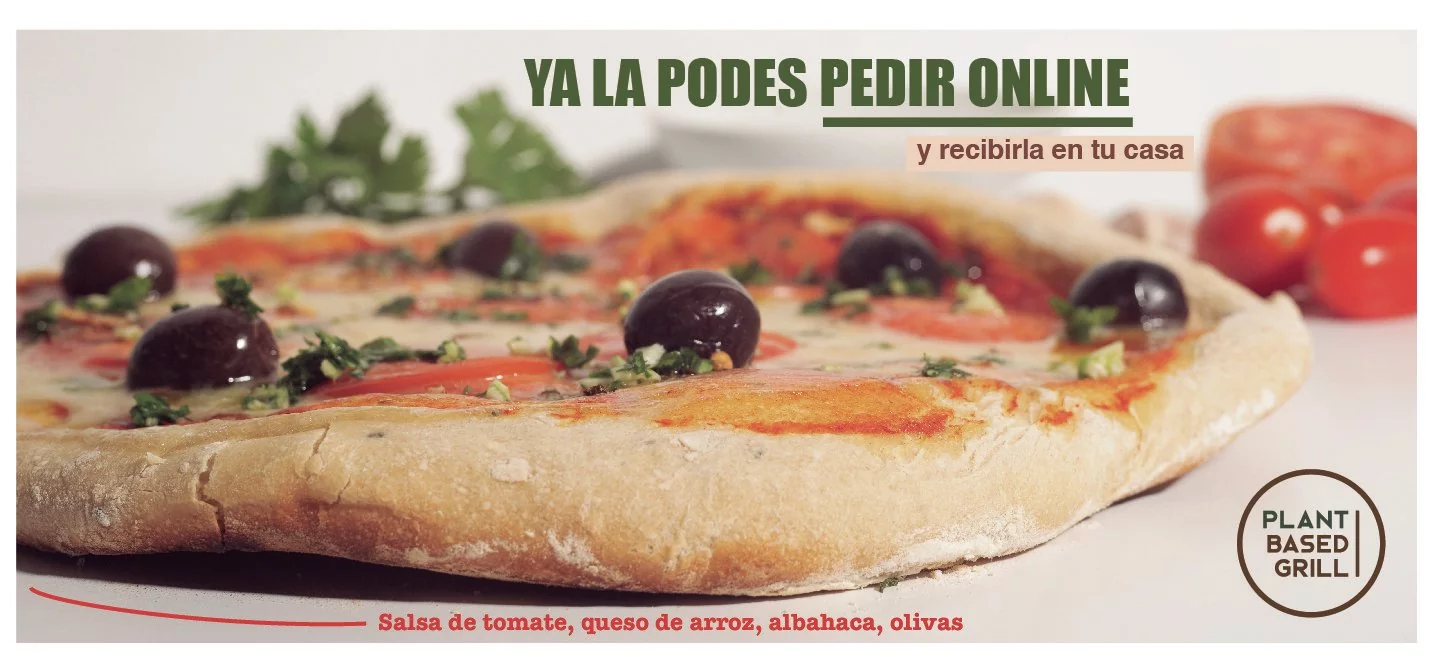 YA LA PODES PEDIR ONLINE
y recibirla en tu casa
PLANT
BASED
GRILL
Salsa de tomate, queso de arroz, albahaca, olivas